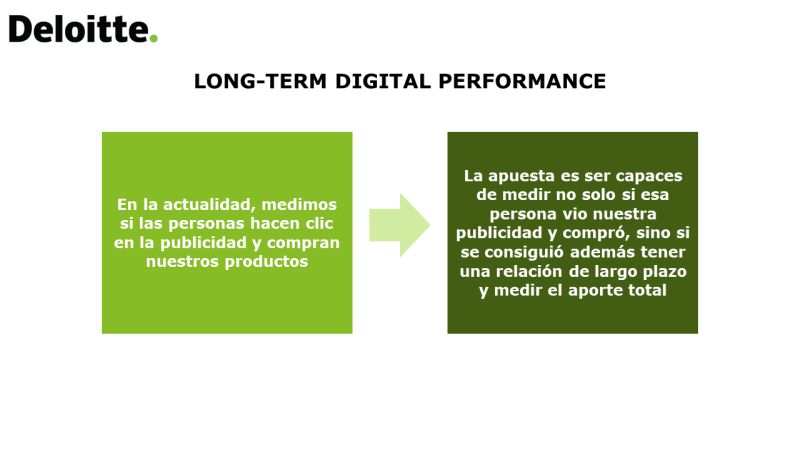 Deloitte.
LONG-TERM DIGITAL PERFORMANCE
En la actualidad, medimos
si las personas hacen clic
en la publicidad y compran
nuestros productos
La apuesta es ser capaces
de medir no solo si esa
persona vio nuestra
publicidad y compró, sino si
se consiguió además tener
una relación de largo plazo
y medir el aporte total